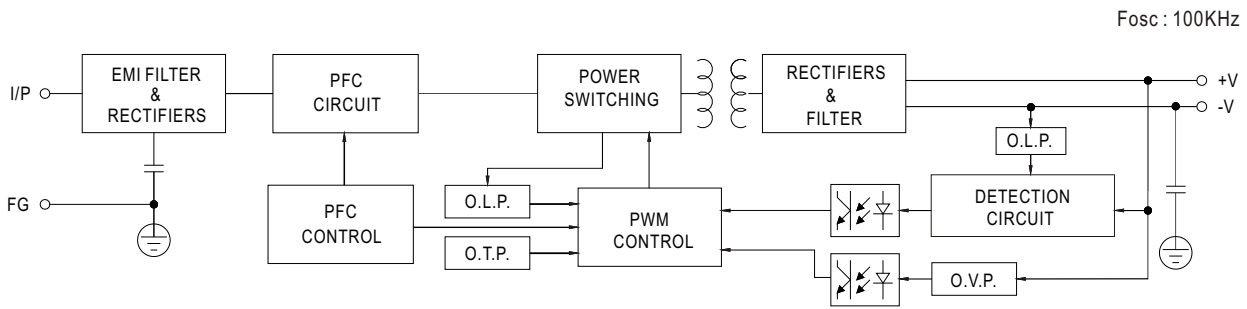 Fosc : 100KHz
I/P
EMI FILTER
&
RECTIFIERS
PFC
CIRCUIT
POWER
SWITCHING
RECTIFIERS
&
FILTER
+V
-V
O.L.P.
FG
PFC
CONTROL
O.L.P.
O.T.P.
PWM
CONTROL
DETECTION
CIRCUIT
O.V.P.